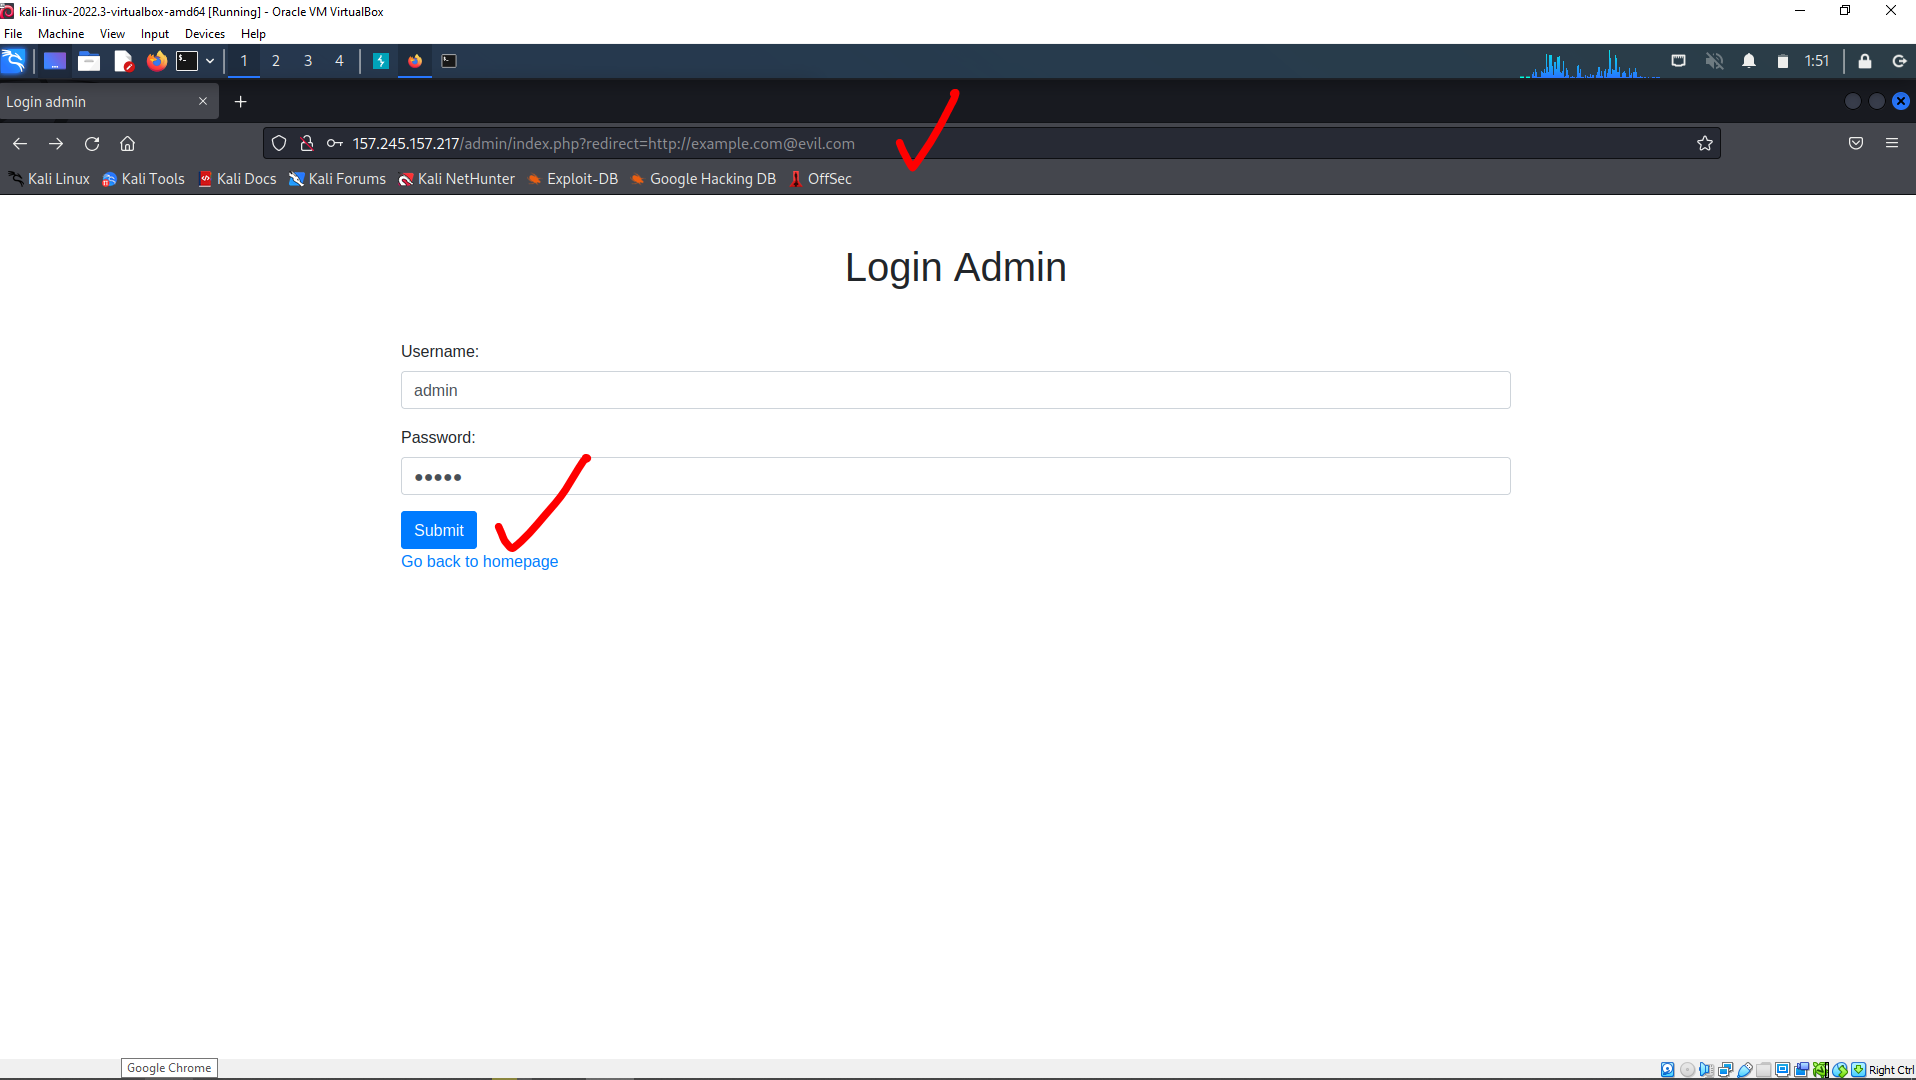 kali-linux-2022.3-virtualbox-amd64 [Running] - Oracle VM VirtualBox
File Machine View Input Devices Help
1 2 3 4 1:51
Login admin
157.245.157.217/admin/index.php?redirect=http://example.com@evil.com
Kali Linux Kali Tools Kali Docs Kali Forums Kali NetHunter Exploit-DB Google Hacking DB OffSec
Login Admin
Username:
admin
Password:
•••••
Submit
Go back to homepage
Google Chrome
Right Ctrl